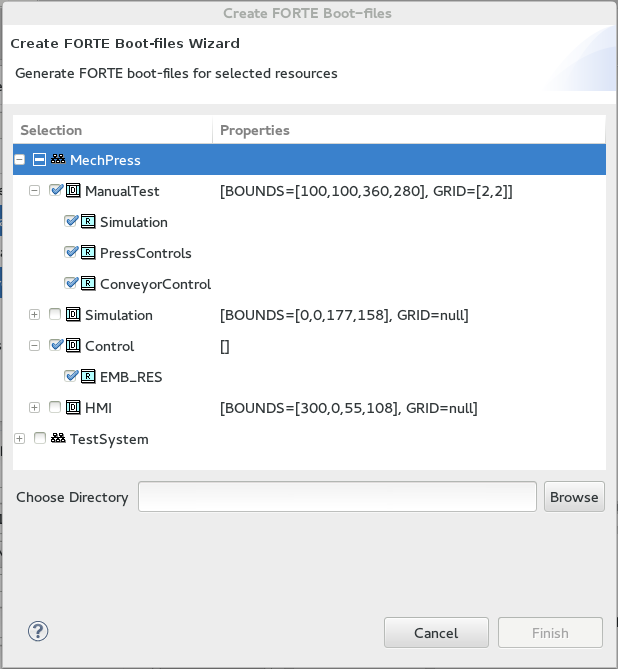 Create FORTE Boot-files
Create FORTE Boot-files Wizard
Generate FORTE boot-files for selected resources
Selection Properties
MechPress
D ManualTest [BOUNDS=[100,100,360,280], GRID=[2,2]]
R Simulation
R PressControls
R ConveyorControl
D Simulation [BOUNDS=[0,0,177,158], GRID=null]
D Control []
R EMB_RES
D HMI [BOUNDS=[300,0,55,108], GRID=null]
TestSystem
Choose Directory Browse
? Cancel Finish